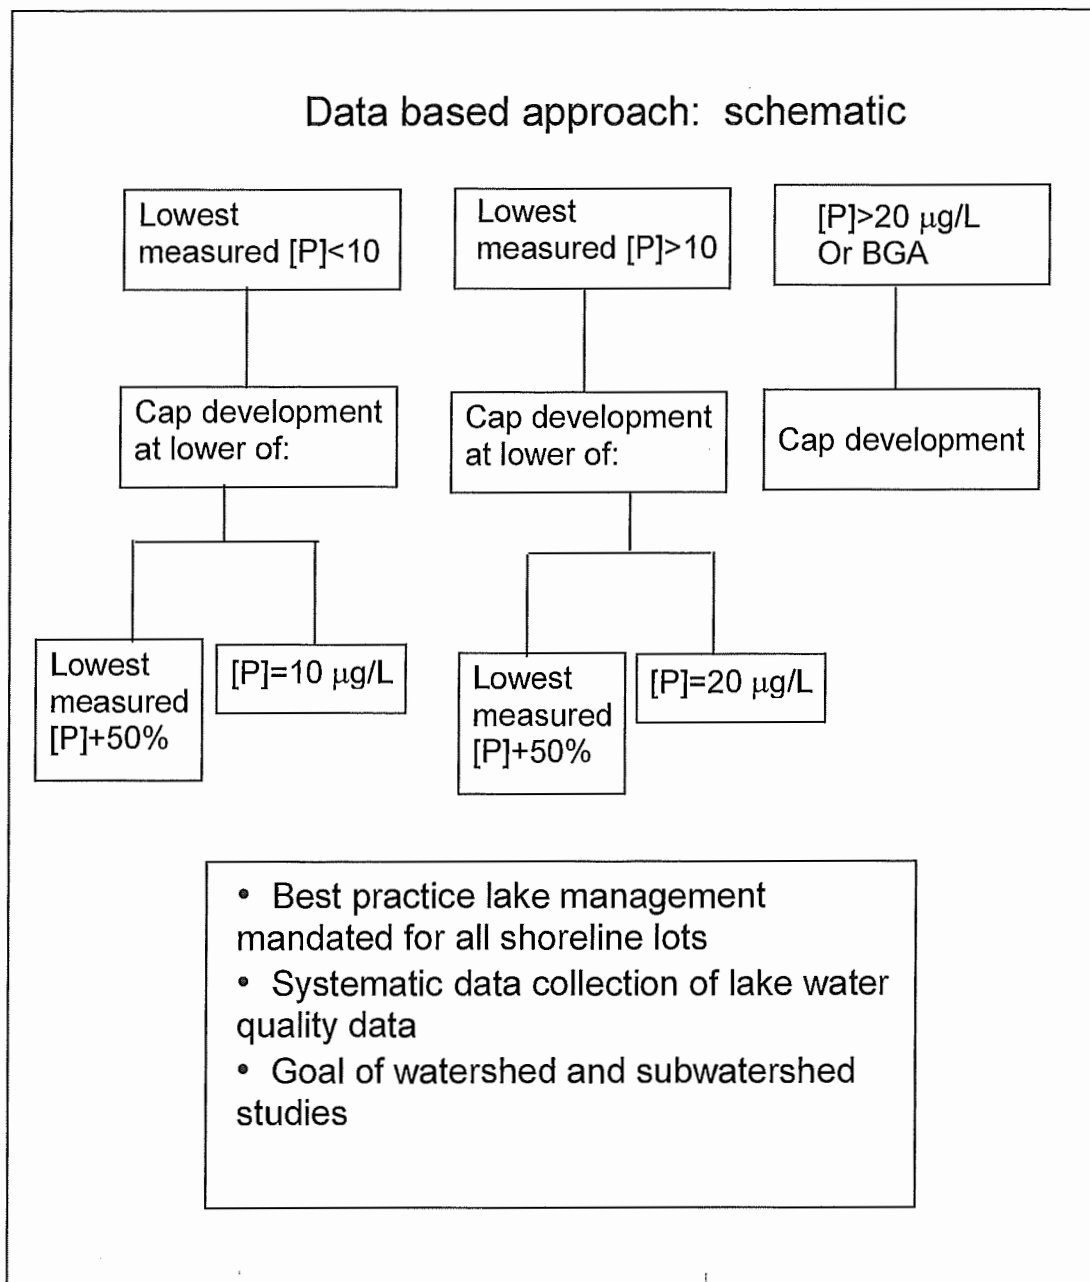 Data based approach:  schematic
Lowest
measured [P]<10
Lowest
measured [P]>10
[P]>20 μg/L
Or BGA
Cap development
at lower of:
Cap development
at lower of:
Cap development
Lowest
measured
[P]+50%
[P]=10 μg/L
Lowest
measured
[P]+50%
[P]=20 μg/L
• Best practice lake management
mandated for all shoreline lots
• Systematic data collection of lake water
quality data
• Goal of watershed and subwatershed
studies